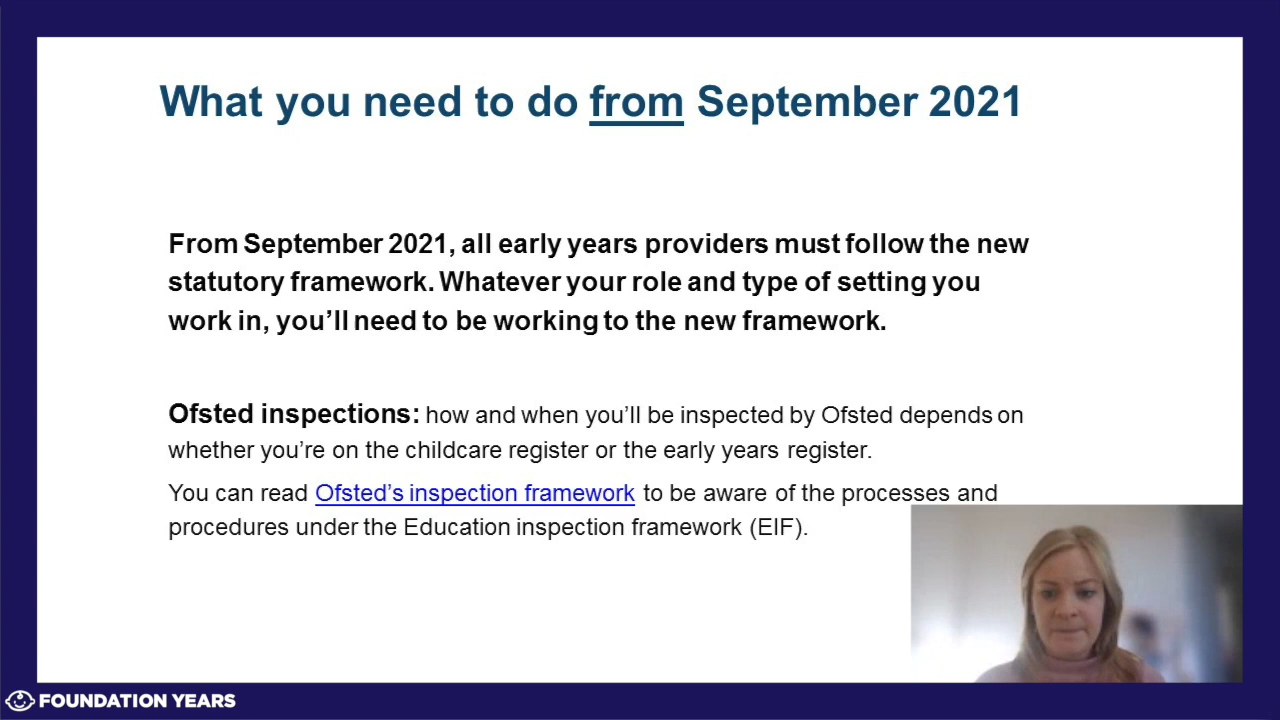 What you need to do from September 2021
From September 2021, all early years providers must follow the new
statutory framework. Whatever your role and type of setting you
work in, you’ll need to be working to the new framework.
Ofsted inspections: how and when you’ll be inspected by Ofsted depends on
whether you’re on the childcare register or the early years register.
You can read Ofsted’s inspection framework to be aware of the processes and
procedures under the Education inspection framework (EIF).
FOUNDATION YEARS